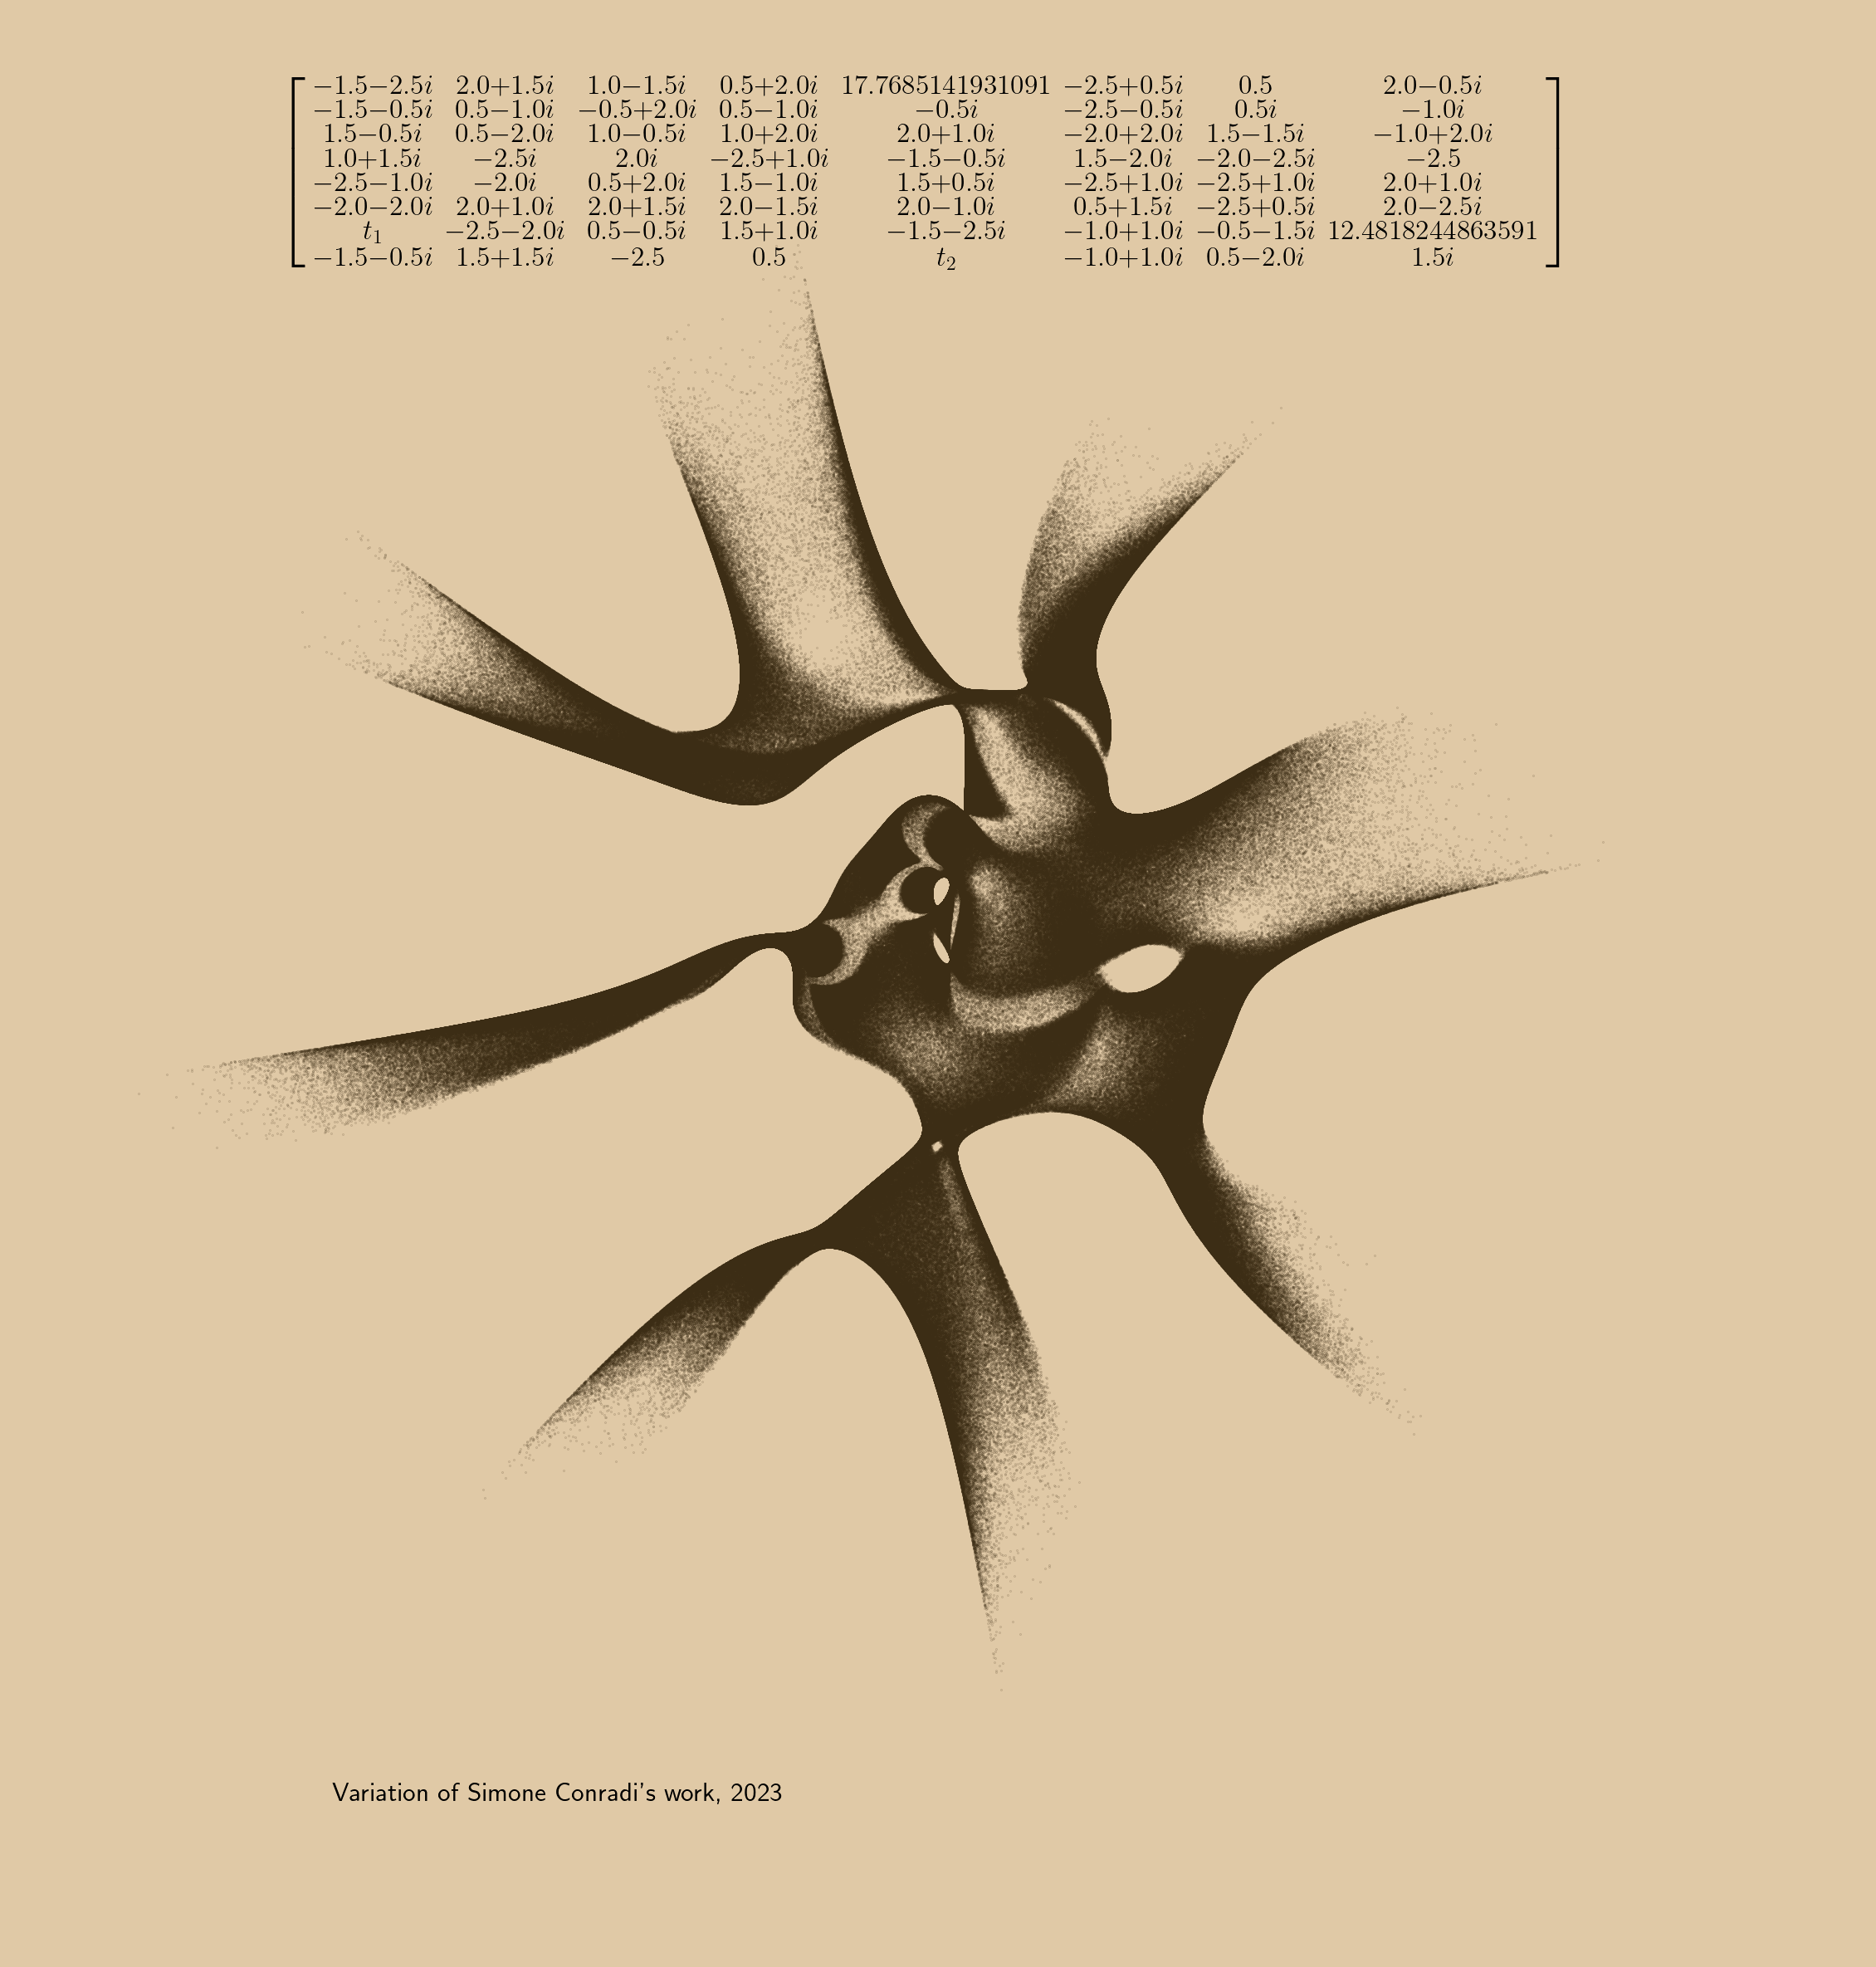 −1.5−2.5i 2.0+1.5i 1.0−1.5i 0.5+2.0i 17.7685141931091 −2.5+0.5i 0.5 2.0−0.5i
−1.5−0.5i 0.5−1.0i −0.5+2.0i 0.5−1.0i −0.5i −2.5−0.5i 0.5i −1.0i
1.5−0.5i 0.5−2.0i 1.0−0.5i 1.0+2.0i 2.0+1.0i −2.0+2.0i 1.5−1.5i −1.0+2.0i
1.0+1.5i −2.5i 2.0i −2.5+1.0i −1.5−0.5i 1.5−2.0i −2.0−2.5i −2.5
−2.5−1.0i −2.0i 0.5+2.0i 1.5−1.0i 1.5+0.5i −2.5+1.0i −2.5+1.0i 2.0+1.0i
−2.0−2.0i 2.0+1.0i 2.0+1.5i 2.0−1.5i 2.0−1.0i 0.5+1.5i −2.5+0.5i 2.0−2.5i
t₁ −2.5−2.0i 0.5−0.5i 1.5+1.0i −1.5−2.5i −1.0+1.0i −0.5−1.5i 12.4818244863591
−1.5−0.5i 1.5+1.5i −2.5 0.5 t₂ −1.0+1.0i 0.5−2.0i 1.5i
Variation of Simone Conradi's work, 2023